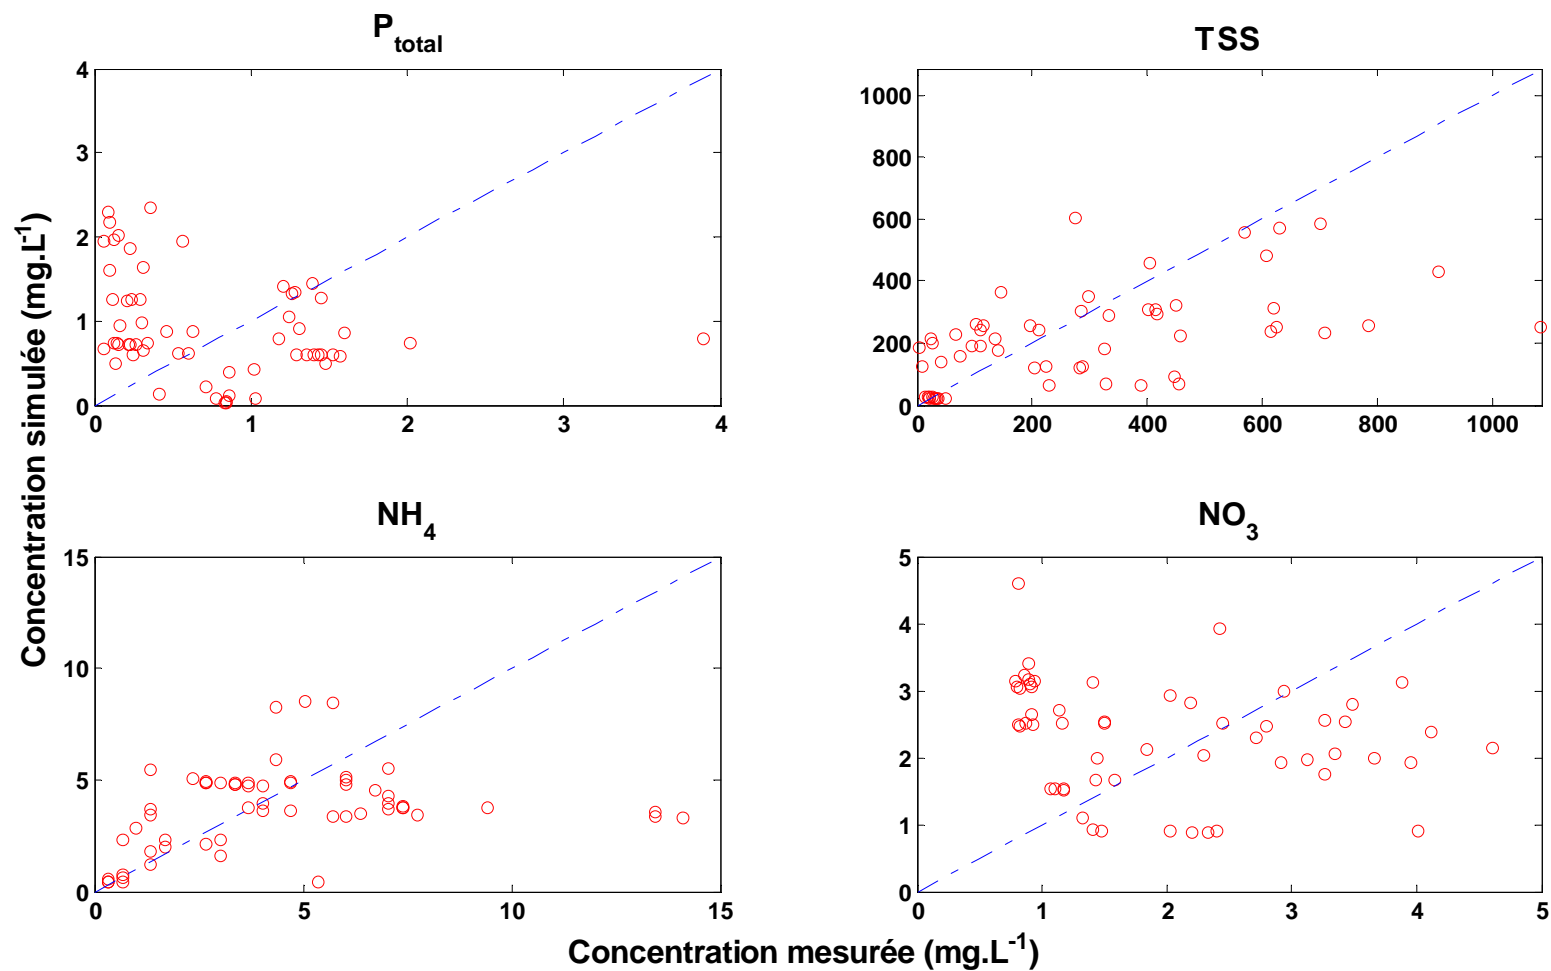 P_total
TSS
4
3
2
1
0
0 1 2 3 4
1000
800
600
400
200
0
0 200 400 600 800 1000
Concentration simulée (mg.L⁻¹)
NH₄
NO₃
15
10
5
0
0 5 10 15
5
4
3
2
1
0
0 1 2 3 4 5
Concentration mesurée (mg.L⁻¹)